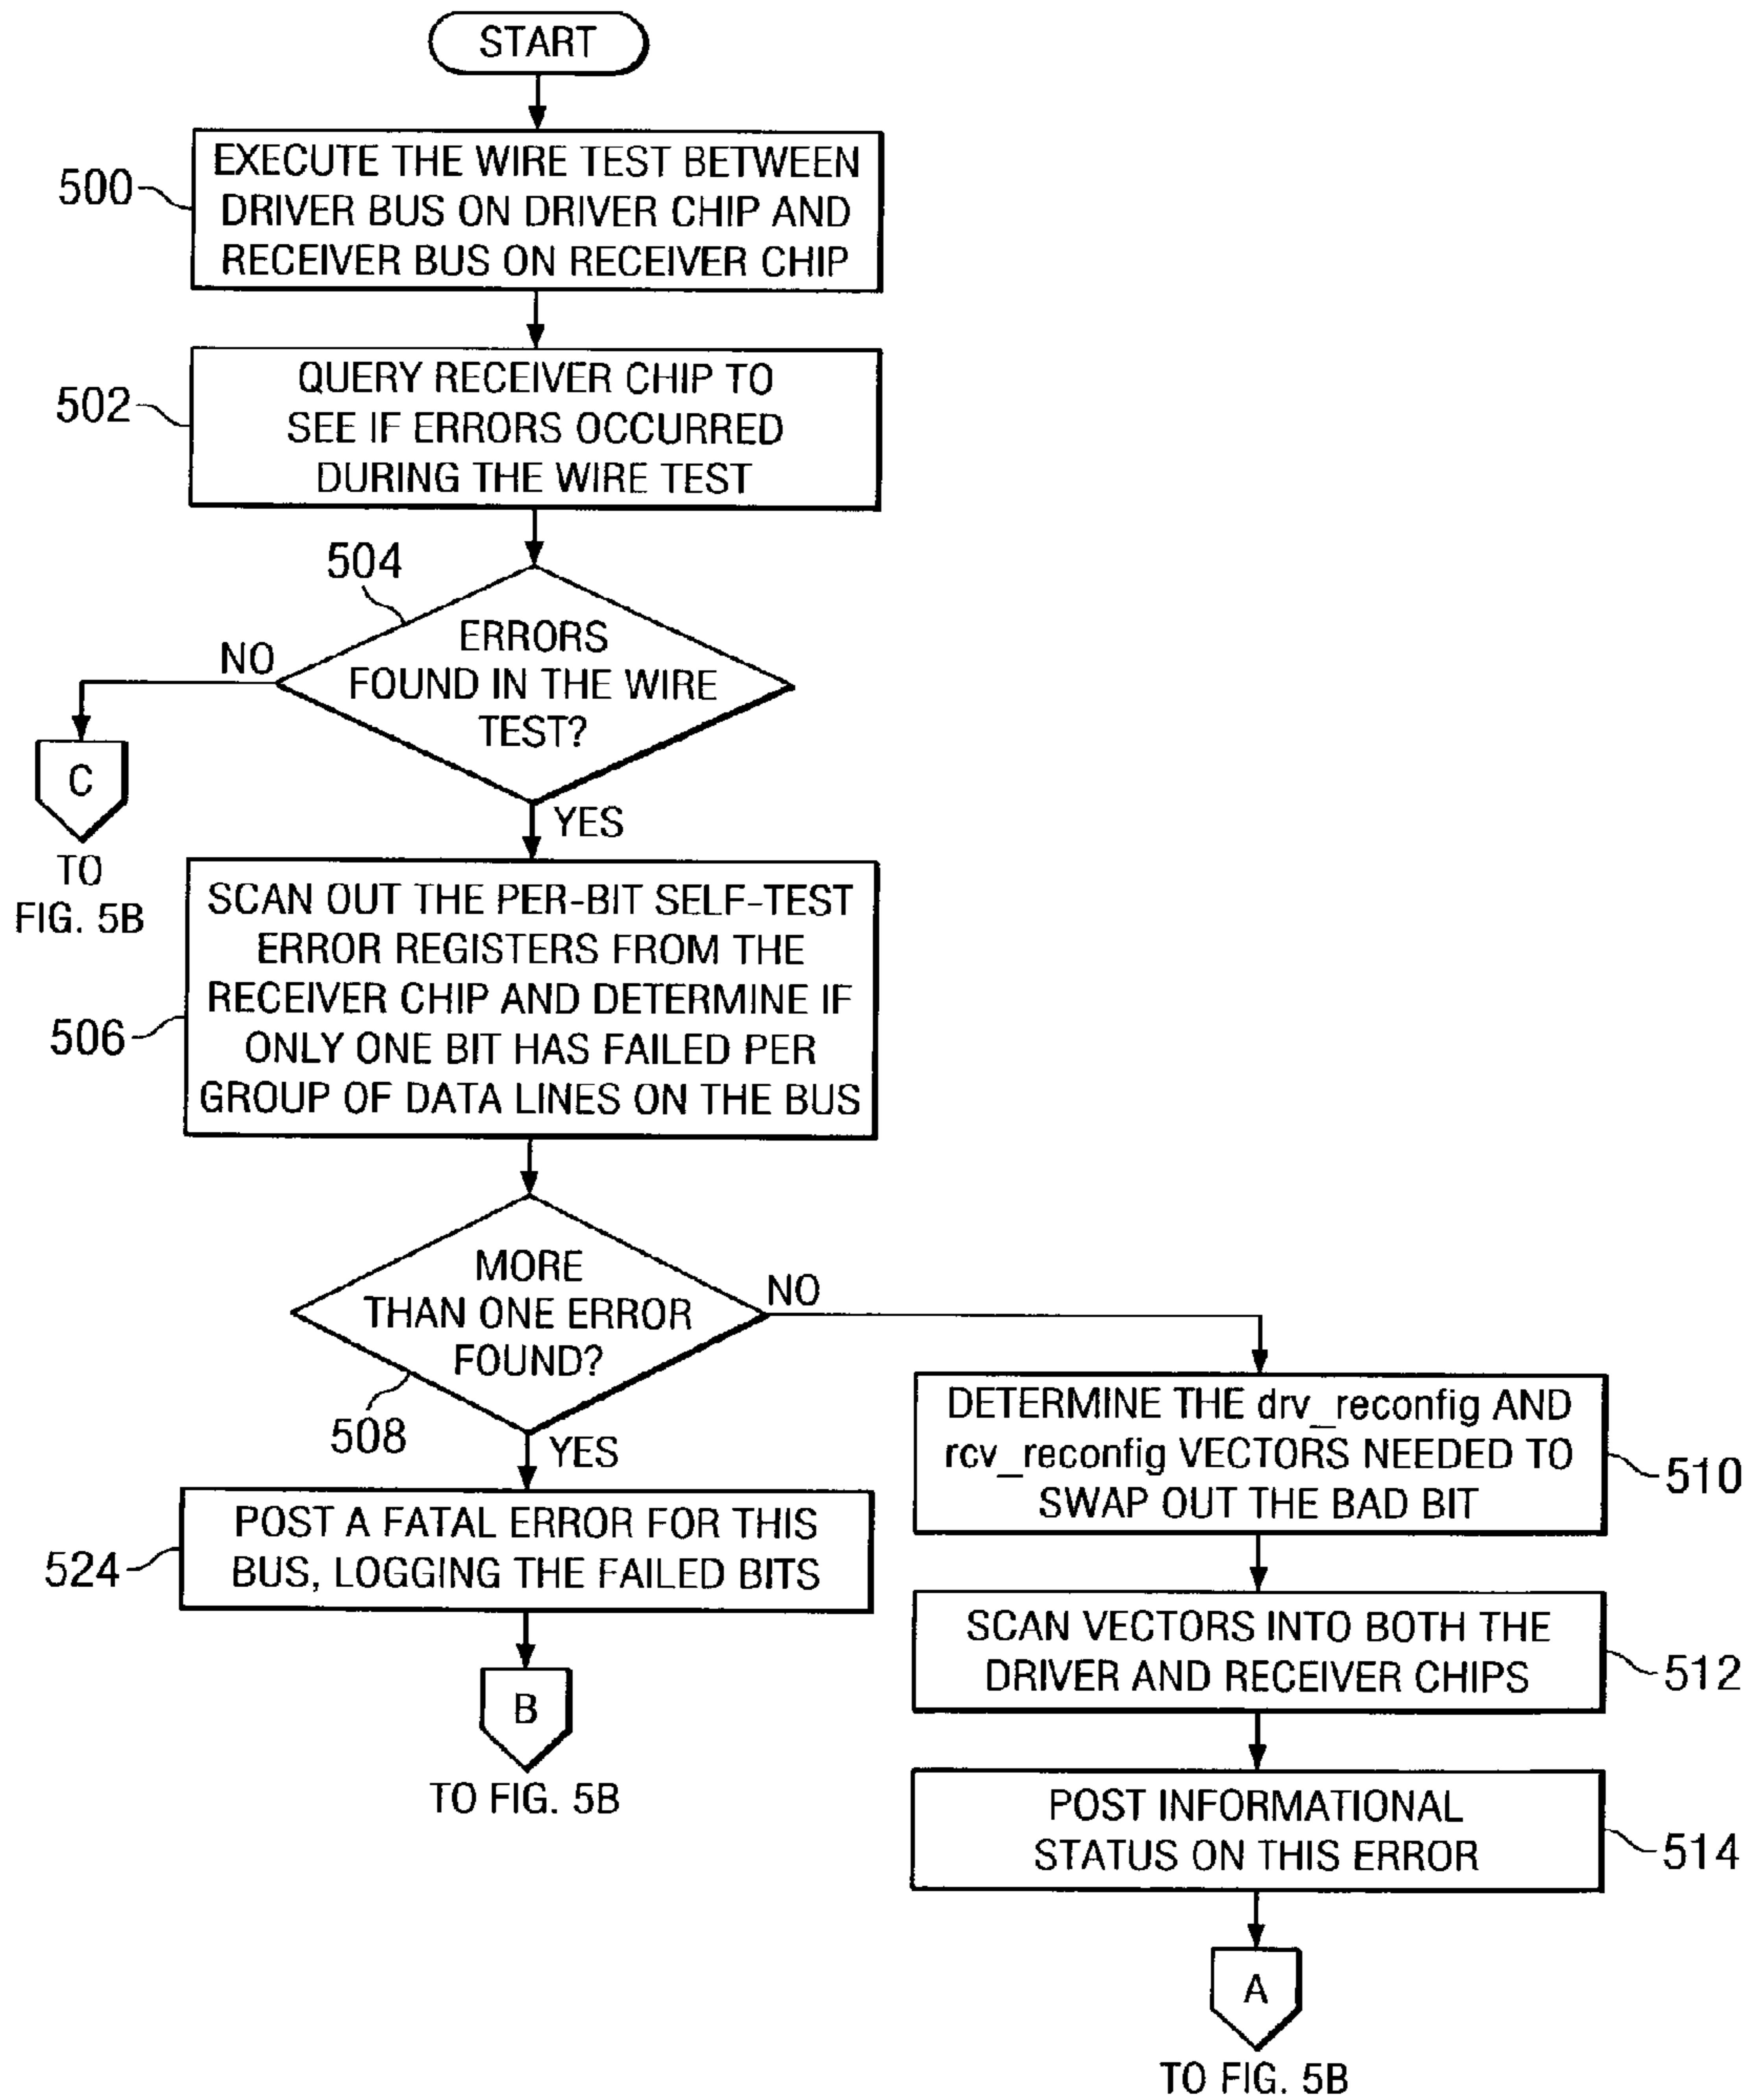 START
500
EXECUTE THE WIRE TEST BETWEEN
DRIVER BUS ON DRIVER CHIP AND
RECEIVER BUS ON RECEIVER CHIP
502
QUERY RECEIVER CHIP TO
SEE IF ERRORS OCCURRED
DURING THE WIRE TEST
504
ERRORS
FOUND IN THE WIRE
TEST?
NO
C
TO
FIG. 5B
YES
506
SCAN OUT THE PER-BIT SELF-TEST
ERROR REGISTERS FROM THE
RECEIVER CHIP AND DETERMINE IF
ONLY ONE BIT HAS FAILED PER
GROUP OF DATA LINES ON THE BUS
MORE
THAN ONE ERROR
FOUND?
508
NO
YES
524
POST A FATAL ERROR FOR THIS
BUS, LOGGING THE FAILED BITS
B
TO FIG. 5B
DETERMINE THE drv_reconfig AND
rcv_reconfig VECTORS NEEDED TO
SWAP OUT THE BAD BIT
510
SCAN VECTORS INTO BOTH THE
DRIVER AND RECEIVER CHIPS
512
POST INFORMATIONAL
STATUS ON THIS ERROR
514
A
TO FIG. 5B